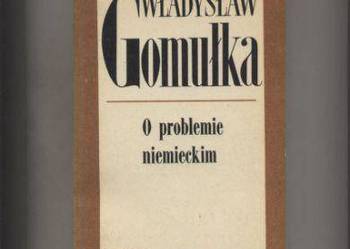 WŁADYSŁAW
Gomułka
O problemie
niemieckim